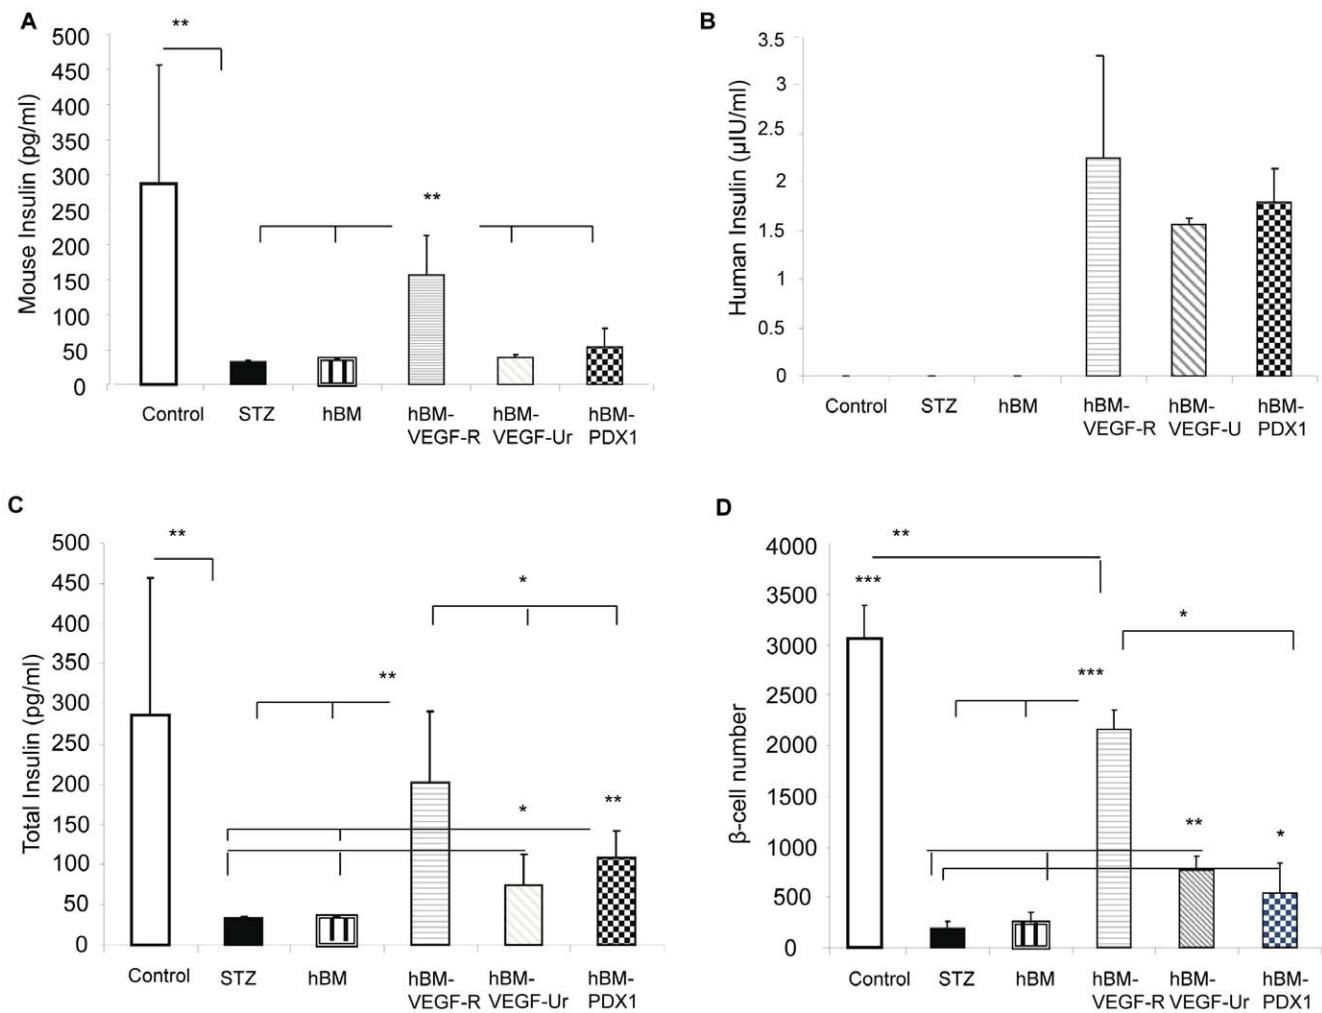 A
**
500
450
400
350
300
250
200
150
100
50
0
Mouse Insulin (pg/ml)
**
Control
STZ
hBM
hBM-
VEGF-R
hBM-
VEGF-Ur
hBM-
PDX1
B
3.5
3
2.5
2
1.5
1
0.5
0
Human Insulin (µIU/ml)
Control
STZ
hBM
hBM-
VEGF-R
hBM-
VEGF-U
hBM-
PDX1
C
**
500
450
400
350
300
250
200
150
100
50
0
Total Insulin (pg/ml)
*
**
*
**
Control
STZ
hBM
hBM-
VEGF-R
hBM-
VEGF-Ur
hBM-
PDX1
D
**
4000
3500
3000
2500
2000
1500
1000
500
0
β-cell number
***
*
***
**
*
Control
STZ
hBM
hBM-
VEGF-R
hBM-
VEGF-Ur
hBM-
PDX1